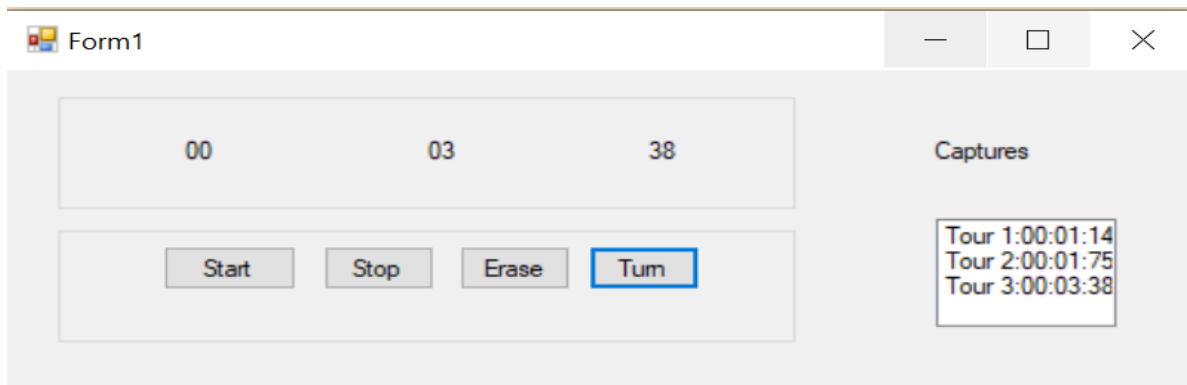 Form1
00 03 38
Captures
Start Stop Erase Turn
Tour 1:00:01:14
Tour 2:00:01:75
Tour 3:00:03:38